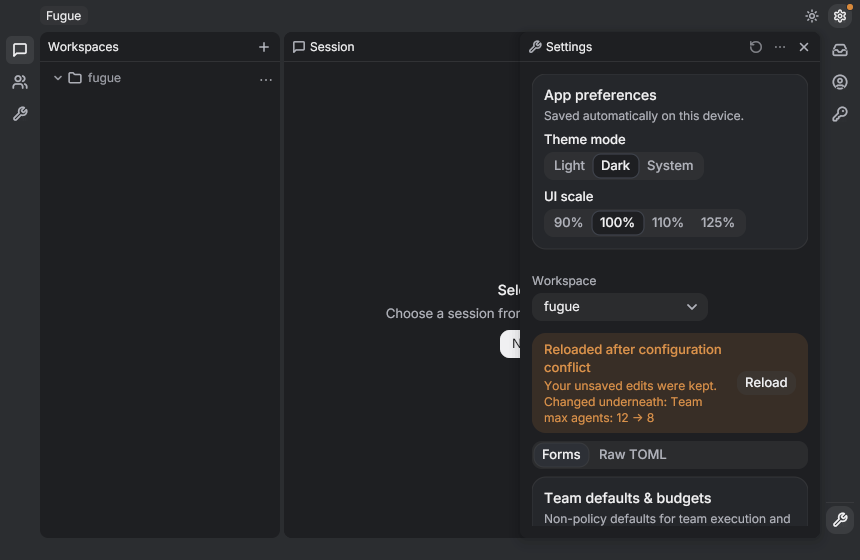 Fugue
Workspaces
fugue
Session
Choose a session from
Settings
App preferences
Saved automatically on this device.
Theme mode
Light Dark System
UI scale
90% 100% 110% 125%
Workspace
fugue
Reloaded after configuration
conflict
Your unsaved edits were kept.
Changed underneath: Team
max agents: 12 → 8
Reload
Forms Raw TOML
Team defaults & budgets
Non-policy defaults for team execution and